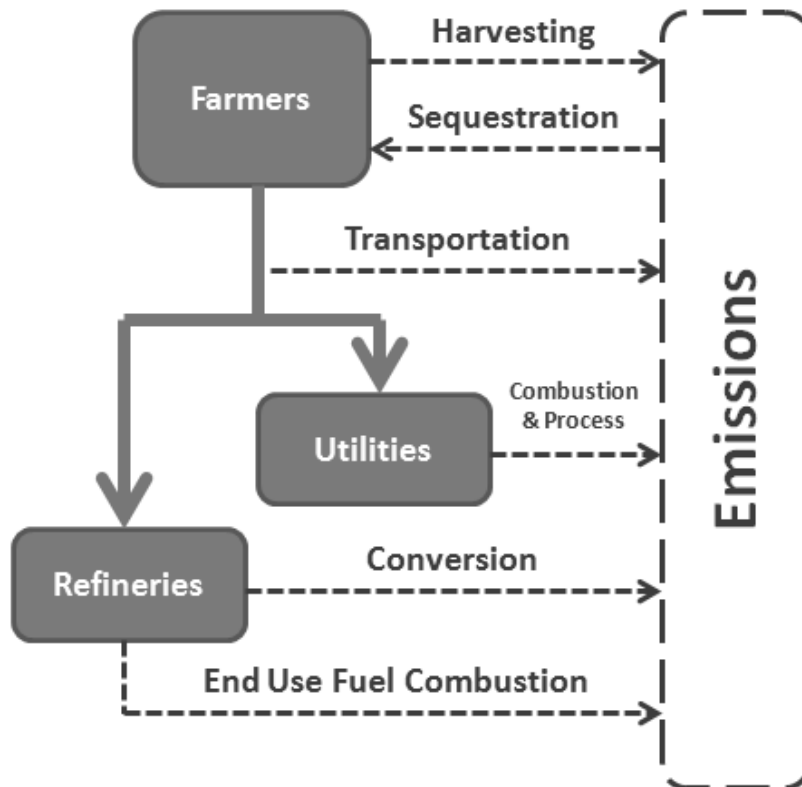 Harvesting
Farmers
Sequestration
Transportation
Emissions
Combustion
& Process
Utilities
Conversion
Refineries
End Use Fuel Combustion